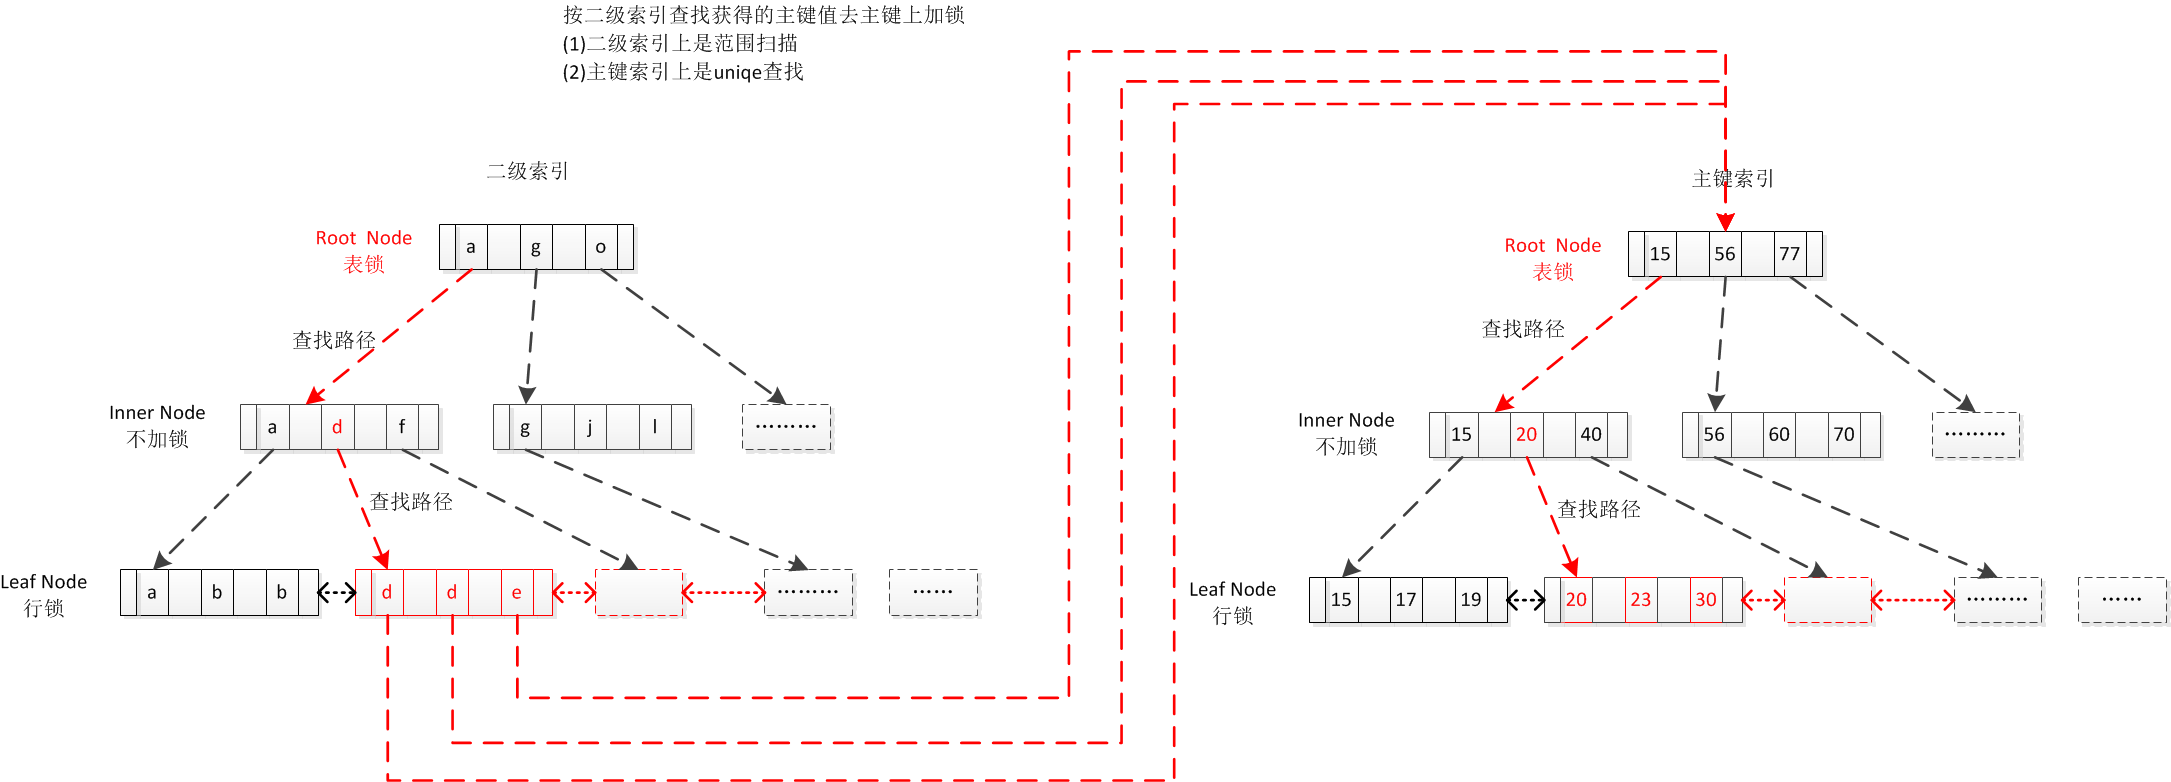 按二级索引查找获得的主键值去主键上加锁
(1)二级索引上是范围扫描
(2)主键索引上是uniqe查找
二级索引
Root Node
表锁
a g o
查找路径
Inner Node
不加锁
a d f
g j l
………
查找路径
Leaf Node
行锁
a b b
d d e
………
……
主键索引
Root Node
表锁
15 56 77
查找路径
Inner Node
不加锁
15 20 40
56 60 70
………
查找路径
Leaf Node
行锁
15 17 19
20 23 30
………
……